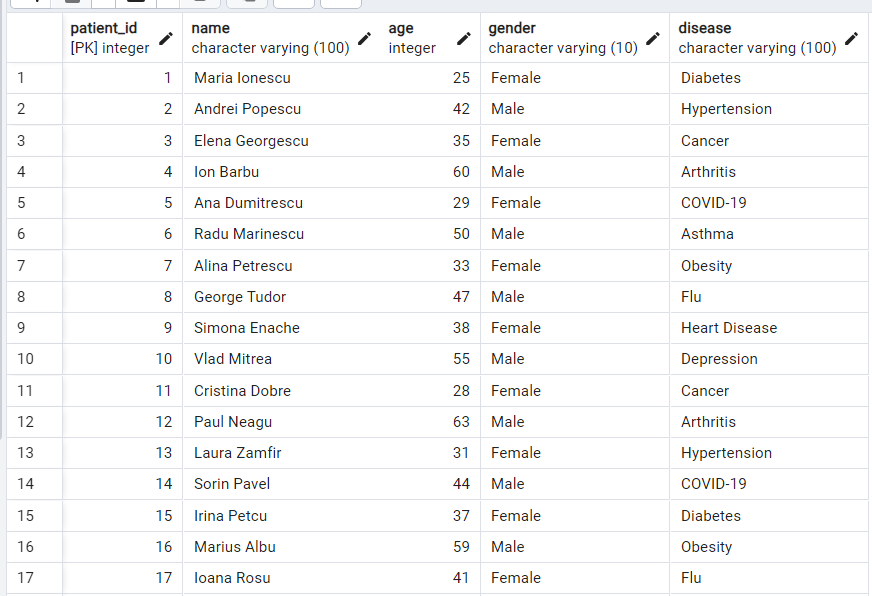 patient_id name age gender disease
[PK] integer character varying (100) integer character varying (10) character varying (100)
1 1 Maria Ionescu 25 Female Diabetes
2 2 Andrei Popescu 42 Male Hypertension
3 3 Elena Georgescu 35 Female Cancer
4 4 Ion Barbu 60 Male Arthritis
5 5 Ana Dumitrescu 29 Female COVID-19
6 6 Radu Marinescu 50 Male Asthma
7 7 Alina Petrescu 33 Female Obesity
8 8 George Tudor 47 Male Flu
9 9 Simona Enache 38 Female Heart Disease
10 10 Vlad Mitrea 55 Male Depression
11 11 Cristina Dobre 28 Female Cancer
12 12 Paul Neagu 63 Male Arthritis
13 13 Laura Zamfir 31 Female Hypertension
14 14 Sorin Pavel 44 Male COVID-19
15 15 Irina Petcu 37 Female Diabetes
16 16 Marius Albu 59 Male Obesity
17 17 Ioana Rosu 41 Female Flu